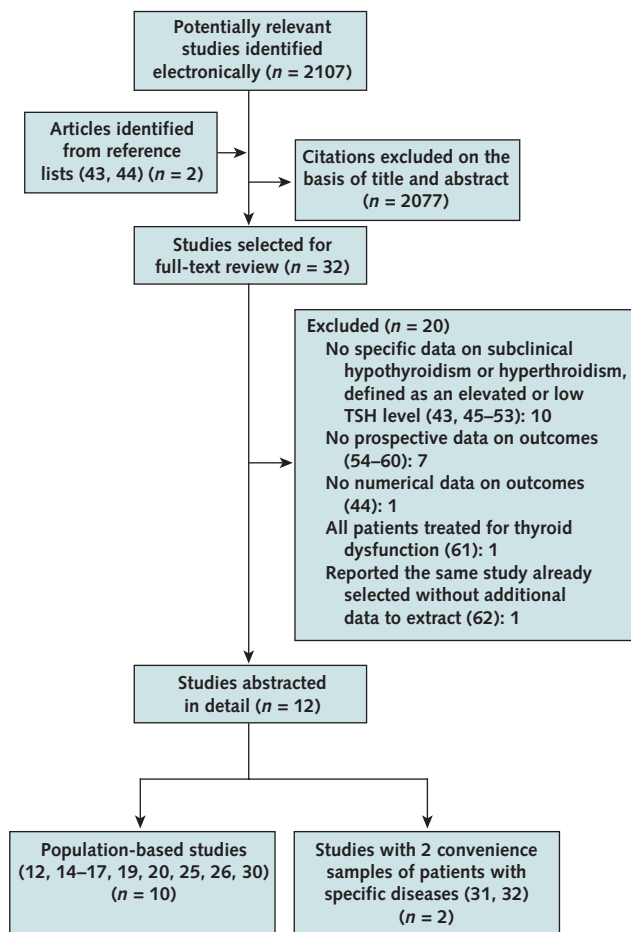 Potentially relevant
studies identified
electronically (n = 2107)
Articles identified
from reference
lists (43, 44) (n = 2)
Citations excluded on the
basis of title and abstract
(n = 2077)
Studies selected for
full-text review (n = 32)
Excluded (n = 20)
No specific data on subclinical
hypothyroidism or hyperthroidism,
defined as an elevated or low
TSH level (43, 45–53): 10
No prospective data on outcomes
(54–60): 7
No numerical data on outcomes
(44): 1
All patients treated for thyroid
dysfunction (61): 1
Reported the same study already
selected without additional
data to extract (62): 1
Studies abstracted
in detail (n = 12)
Population-based studies
(12, 14–17, 19, 20, 25, 26, 30)
(n = 10)
Studies with 2 convenience
samples of patients with
specific diseases (31, 32)
(n = 2)